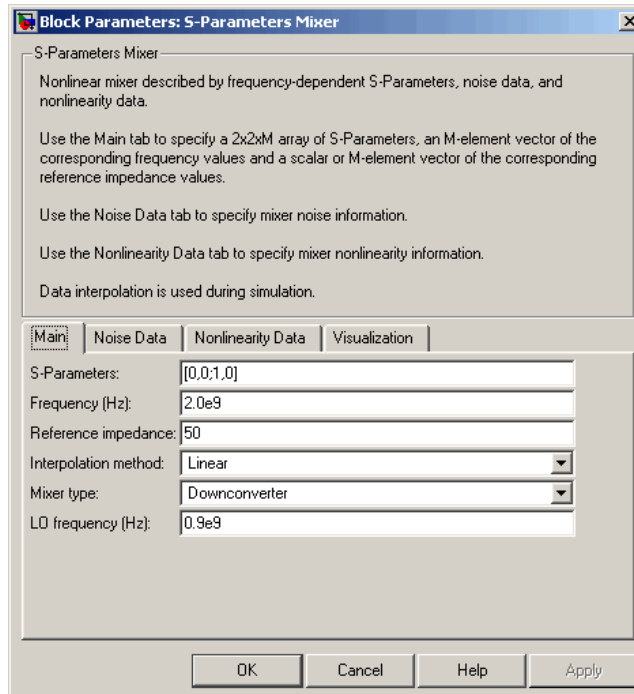 Block Parameters: S-Parameters Mixer
S-Parameters Mixer
Nonlinear mixer described by frequency-dependent S-Parameters, noise data, and
nonlinearity data.
Use the Main tab to specify a 2x2xM array of S-Parameters, an M-element vector of the
corresponding frequency values and a scalar or M-element vector of the corresponding
reference impedance values.
Use the Noise Data tab to specify mixer noise information.
Use the Nonlinearity Data tab to specify mixer nonlinearity information.
Data interpolation is used during simulation.
Main Noise Data Nonlinearity Data Visualization
S-Parameters: [0,0;1,0]
Frequency (Hz): 2.0e9
Reference impedance: 50
Interpolation method: Linear
Mixer type: Downconverter
LO frequency (Hz): 0.9e9
OK Cancel Help Apply